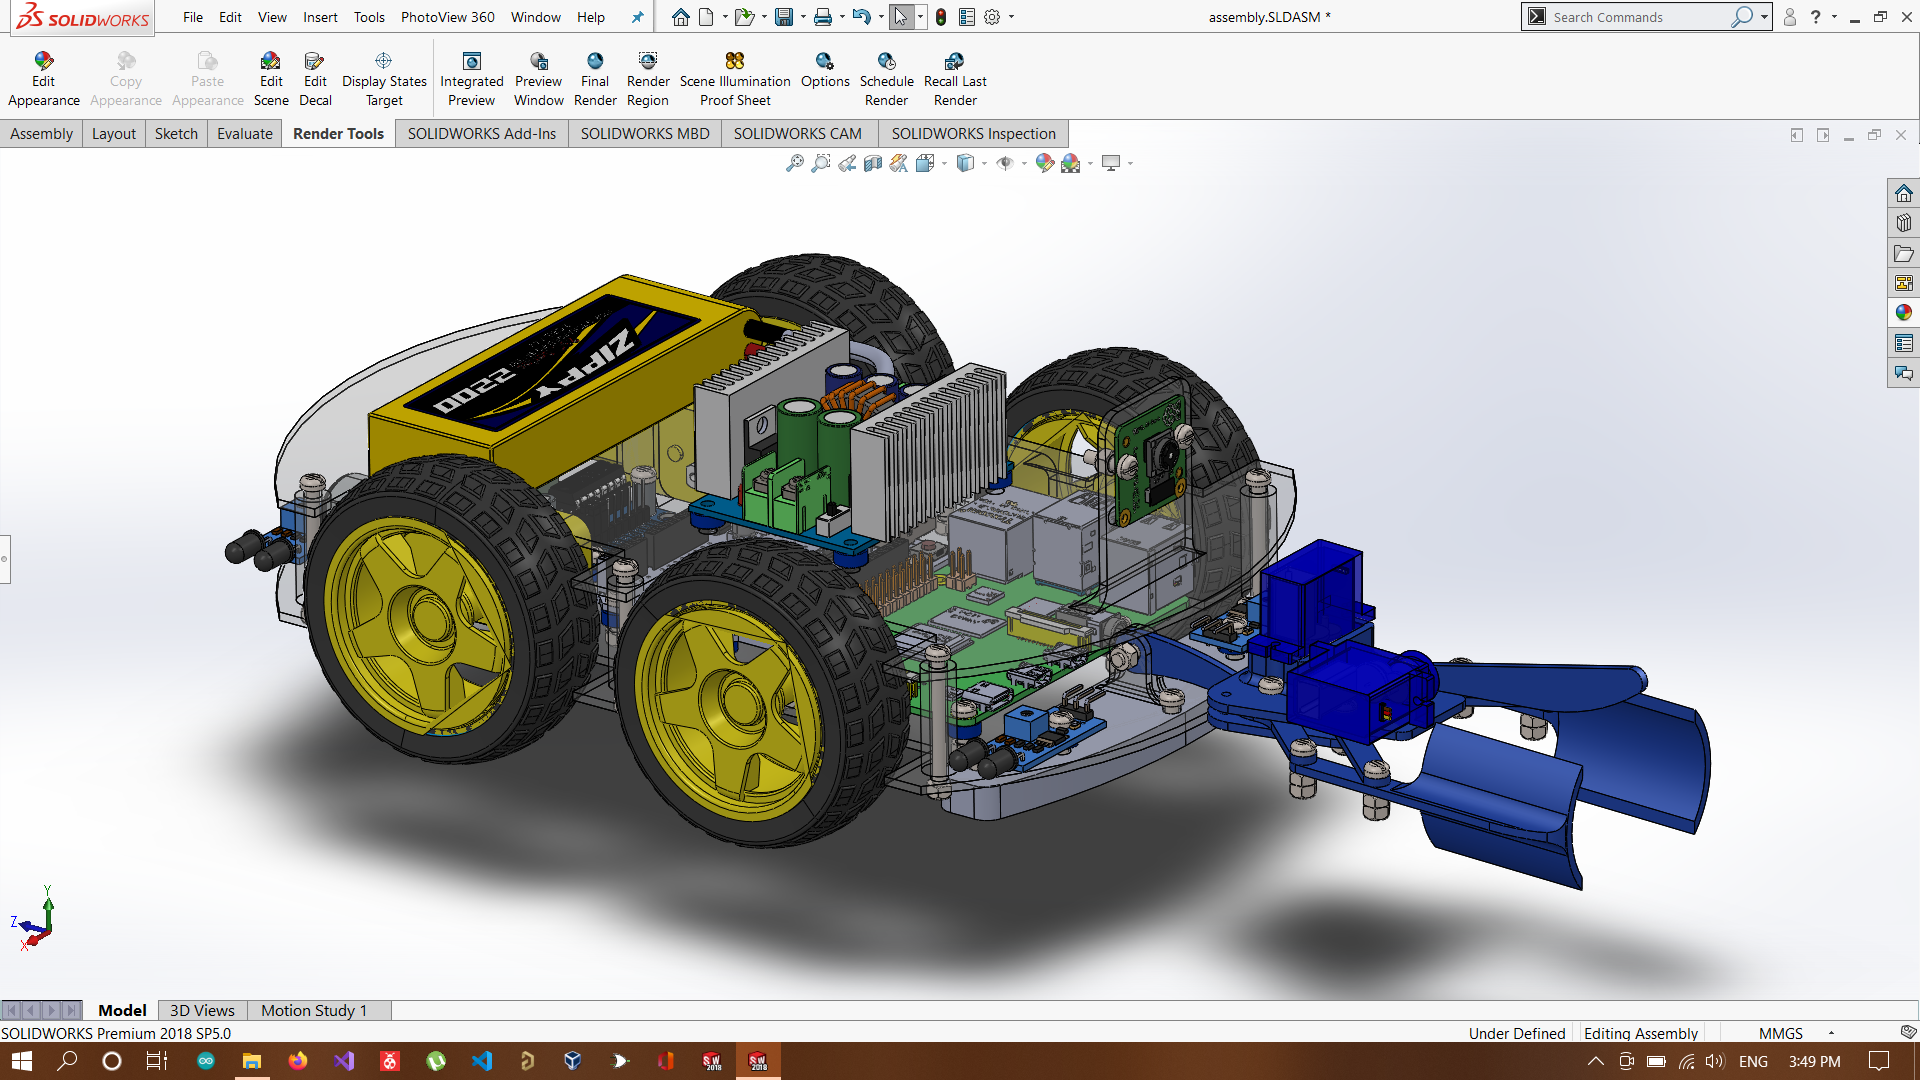 SOLIDWORKS
File Edit View Insert Tools PhotoView 360 Window Help
assembly.SLDASM *
Search Commands
Edit Appearance
Copy Appearance
Paste Appearance
Edit Scene
Edit Decal
Display States Target
Integrated Preview
Preview Window
Final Render
Render Region
Scene Illumination Proof Sheet
Options
Schedule Render
Recall Last Render
Assembly Layout Sketch Evaluate Render Tools SOLIDWORKS Add-Ins SOLIDWORKS MBD SOLIDWORKS CAM SOLIDWORKS Inspection
ZIPPY
2200
Y
Z
X
Model 3D Views Motion Study 1
SOLIDWORKS Premium 2018 SP5.0
Under Defined Editing Assembly MMGS
SW 2018
SW 2018
ENG 3:49 PM